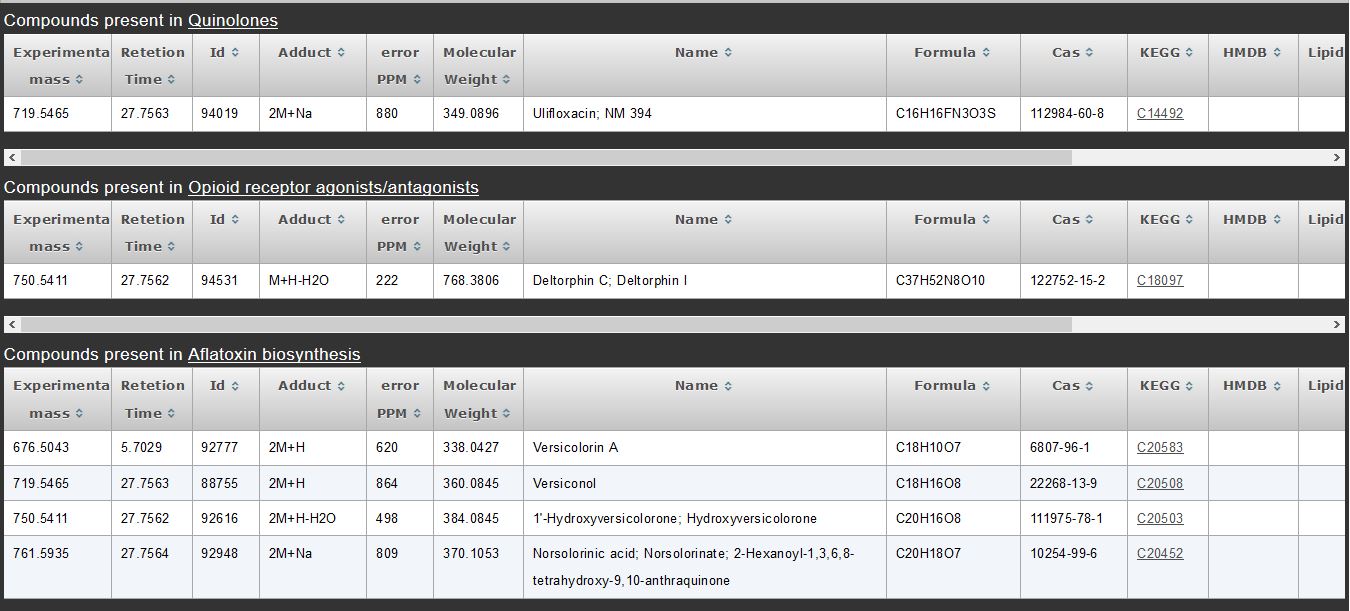 Compounds present in Quinolones
Experimenta Retetion Id Adduct error Molecular Name Formula Cas KEGG HMDB Lipid
mass Time PPM Weight
719.5465 27.7563 94019 2M+Na 880 349.0896 Ulifloxacin; NM 394 C16H16FN3O3S 112984-60-8 C14492
Compounds present in Opioid receptor agonists/antagonists
Experimenta Retetion Id Adduct error Molecular Name Formula Cas KEGG HMDB Lipid
mass Time PPM Weight
750.5411 27.7562 94531 M+H-H2O 222 768.3806 Deltorphin C; Deltorphin I C37H52N8O10 122752-15-2 C18097
Compounds present in Aflatoxin biosynthesis
Experimenta Retetion Id Adduct error Molecular Name Formula Cas KEGG HMDB Lipid
mass Time PPM Weight
676.5043 5.7029 92777 2M+H 620 338.0427 Versicolorin A C18H10O7 6807-96-1 C20583
719.5465 27.7563 88755 2M+H 864 360.0845 Versiconol C18H16O8 22268-13-9 C20508
750.5411 27.7562 92616 2M+H-H2O 498 384.0845 1'-Hydroxyversicolorone; Hydroxyversicolorone C20H16O8 111975-78-1 C20503
761.5935 27.7564 92948 2M+Na 809 370.1053 Norsolorinic acid; Norsolorinate; 2-Hexanoyl-1,3,6,8- C20H18O7 10254-99-6 C20452
tetrahydroxy-9,10-anthraquinone